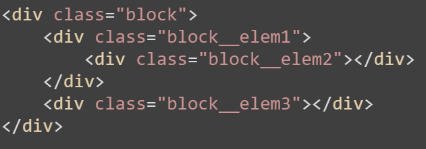 <div class="block">
    <div class="block__elem1">
        <div class="block__elem2"></div>
    </div>
    <div class="block__elem3"></div>
</div>